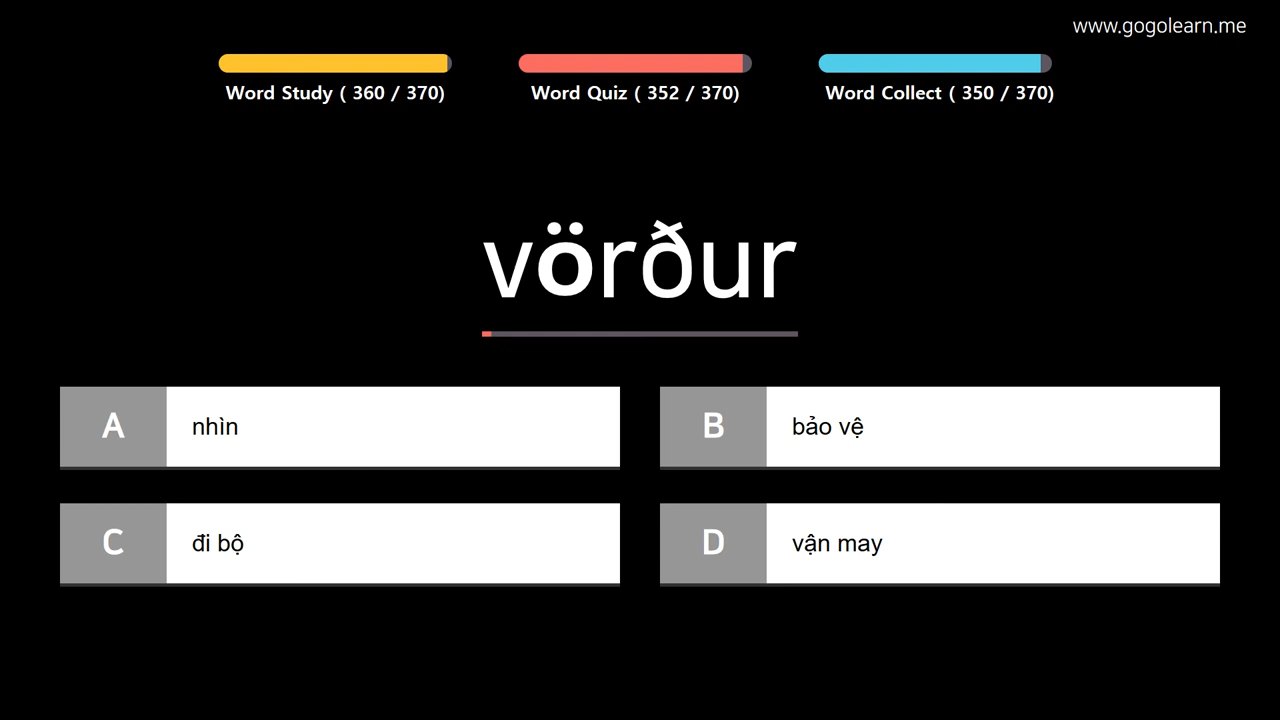 www.gogolearn.me
Word Study ( 360 / 370)
Word Quiz ( 352 / 370)
Word Collect ( 350 / 370)
vörður
A nhìn
B bảo vệ
C đi bộ
D vận may